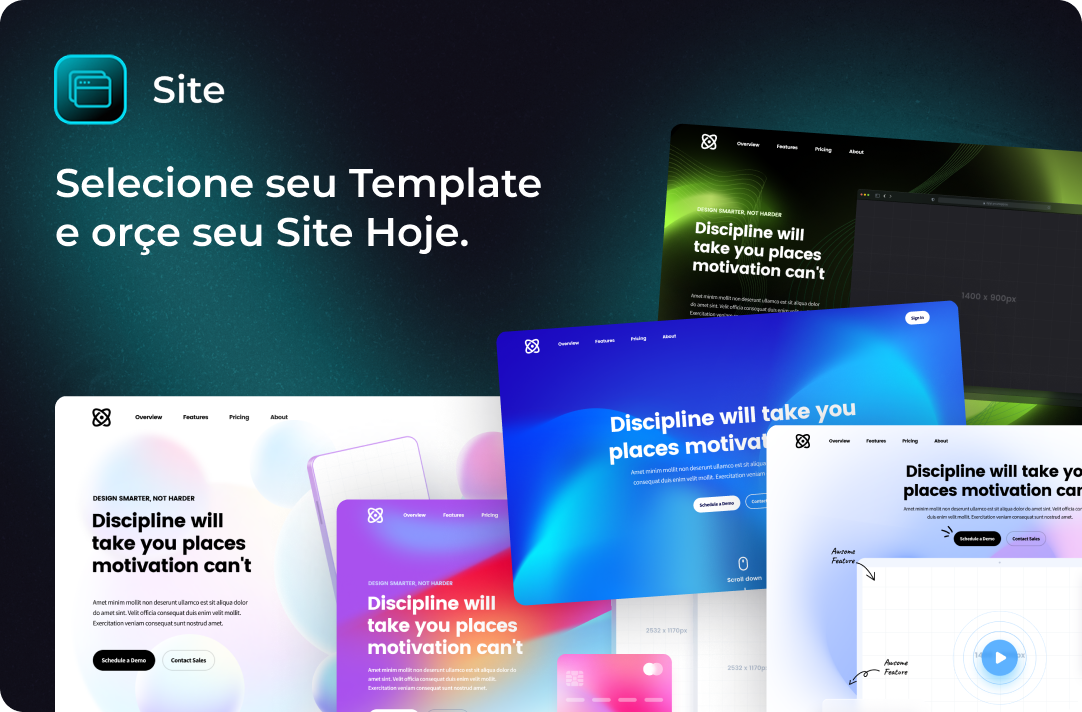 Site
Selecione seu Template
e orçe seu Site Hoje.
Overview Features Pricing About
DESIGN SMARTER, NOT HARDER
Discipline will
take you places
motivation can't
Amet minim mollit non deserunt ullamco est sit aliqua dolor
do amet sint. Velit officia consequat duis enim velit mollit.
Exercitation veniam
1400 x 900px
Overview Features Pricing About
Sign In
Discipline will take you
places motivat
Amet minim mollit non deserunt ullamco est sit aliqua
consequat duis enim velit mollit. Exercitation veniam
Schedule a Demo
Scroll down
Overview Features Pricing About
DESIGN SMARTER, NOT HARDER
Discipline will
take you places
motivation can't
Amet minim mollit non deserunt ullamco est sit aliqua dolor
do amet sint. Velit officia consequat duis enim velit mollit.
Exercitation veniam consequat sunt nostrud amet.
Schedule a Demo Contact Sales
Overview Features Pricing
DESIGN SMARTER, NOT HARDER
Discipline will
take you places
motivation can't
Amet minim mollit non deserunt ullamco est sit aliqua dolor
do amet sint. Velit officia consequat duis enim velit mollit.
Exercitation veniam consequat sunt nostrud amet.
2532 x 1170px
2532 x 1170p
Overview Features Pricing About
Discipline will take yo
places motivation can
Amet minim mollit non deserunt ullamco est sit aliqua dolor do amet sint
duis enim velit mollit. Exercitation veniam consequat sunt nostrud amet.
Schedule a Demo Contact Sales
Awsome
Feature
Awsome
Feature